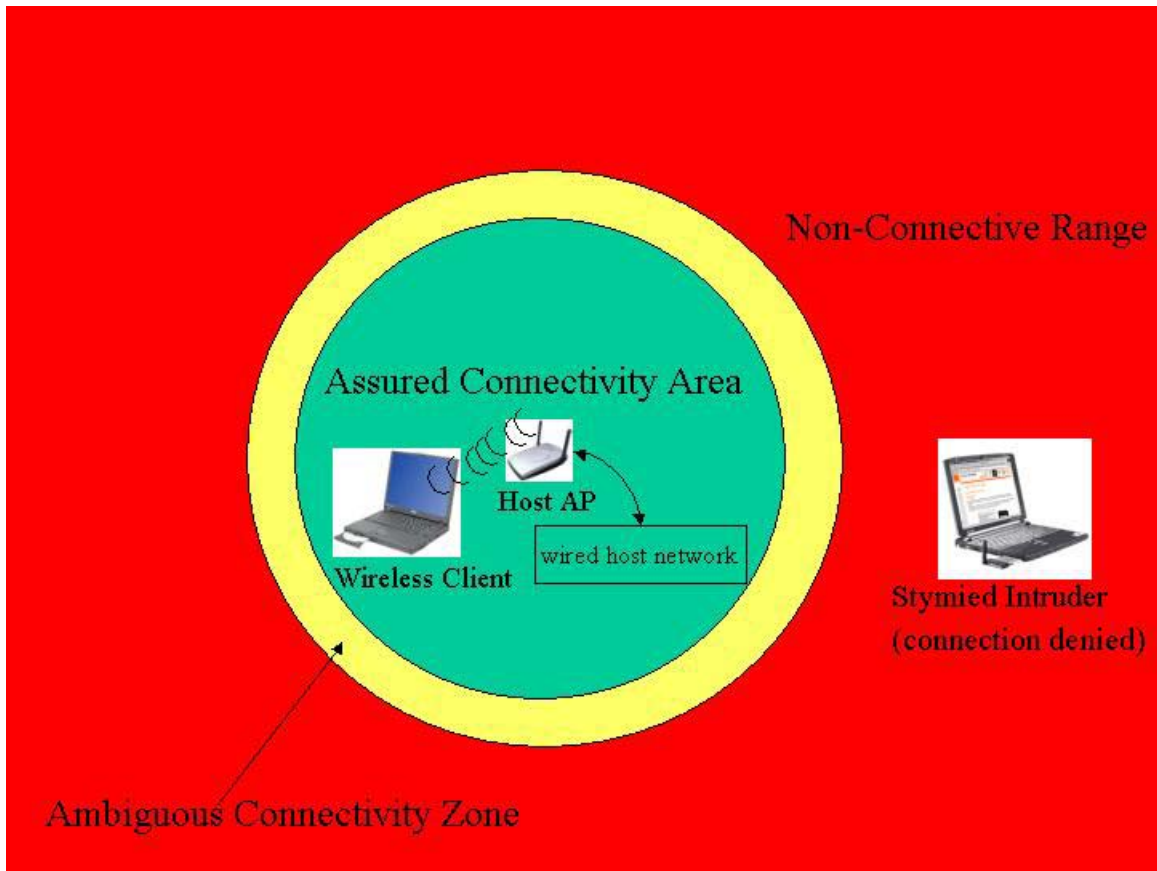 Non-Connective Range
Assured Connectivity Area
Host AP
wired host network
Wireless Client
Stymied Intruder
(connection denied)
Ambiguous Connectivity Zone